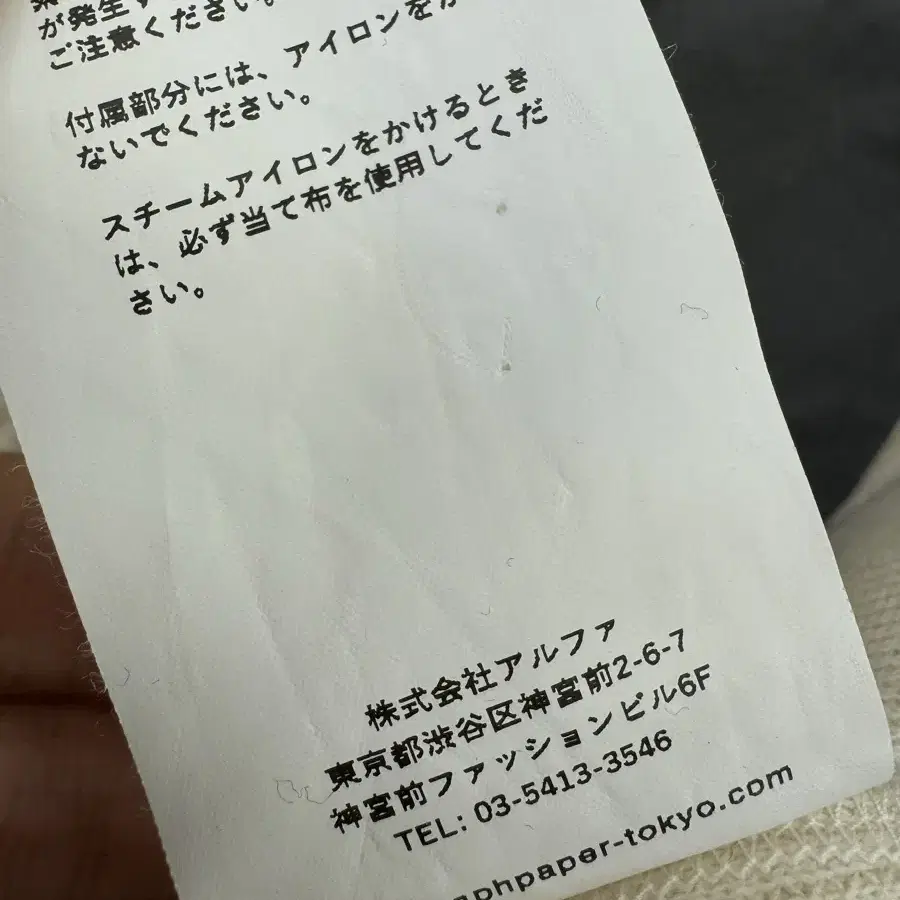 が発生す
ご注意ください。
付属部分には、アイロンをか
ないでください。
スチームアイロンをかけるとき
は、必ず当て布を使用してくだ
さい。
株式会社アルファ
東京都渋谷区神宮前2-6-7
神宮前ファッションビル6F
TEL: 03-5413-3546
aphpaper-tokyo.com